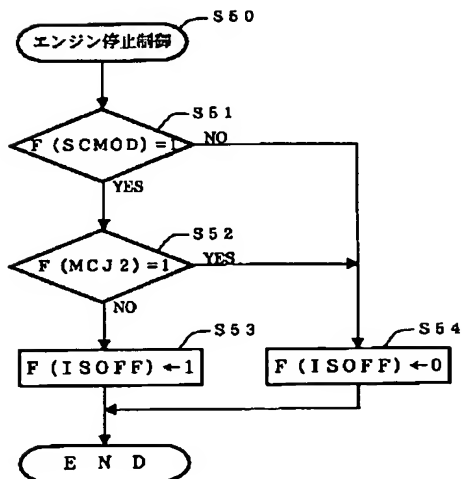 S50
エンジン停止制御
S51
F(SCMOD)=1
NO
YES
S52
F(MCJ2)=1
YES
NO
S53
F(ISOFF)←1
S54
F(ISOFF)←0
END